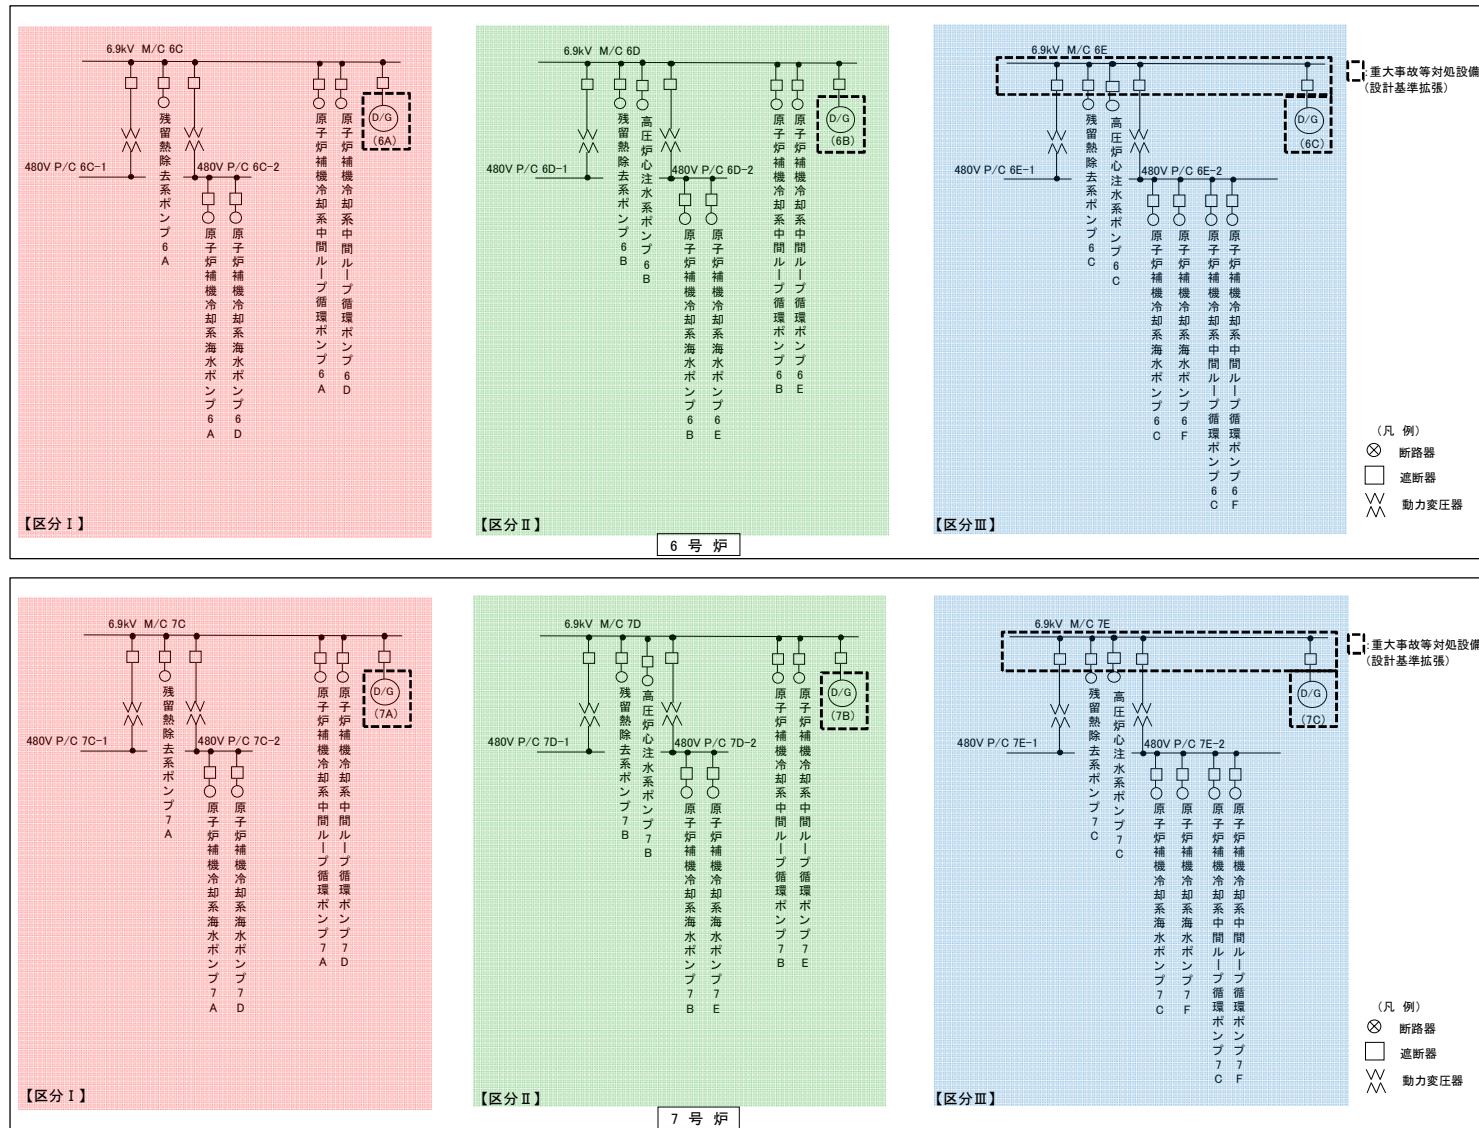 6.9kV M/C 6C
残留熱除去系ポンプ6A
原子炉補機冷却系中間ループ循環ポンプ6A
原子炉補機冷却系中間ループ循環ポンプ6D
D/G
(6A)
480V P/C 6C-1
480V P/C 6C-2
原子炉補機冷却系海水ポンプ6A
原子炉補機冷却系海水ポンプ6D
【区分Ⅰ】
6.9kV M/C 6D
残留熱除去系ポンプ6B
高圧炉心注水系ポンプ6B
原子炉補機冷却系中間ループ循環ポンプ6B
原子炉補機冷却系中間ループ循環ポンプ6E
D/G
(6B)
480V P/C 6D-1
480V P/C 6D-2
原子炉補機冷却系海水ポンプ6B
原子炉補機冷却系海水ポンプ6E
【区分Ⅱ】
6.9kV M/C 6E
残留熱除去系ポンプ6C
高圧炉心注水系ポンプ6C
D/G
(6C)
480V P/C 6E-1
480V P/C 6E-2
原子炉補機冷却系海水ポンプ6C
原子炉補機冷却系海水ポンプ6F
原子炉補機冷却系中間ループ循環ポンプ6C
原子炉補機冷却系中間ループ循環ポンプ6F
【区分Ⅲ】
:重大事故等対処設備
(設計基準拡張)
(凡 例)
断路器
遮断器
動力変圧器
6 号 炉
6.9kV M/C 7C
残留熱除去系ポンプ7A
原子炉補機冷却系中間ループ循環ポンプ7A
原子炉補機冷却系中間ループ循環ポンプ7D
D/G
(7A)
480V P/C 7C-1
480V P/C 7C-2
原子炉補機冷却系海水ポンプ7A
原子炉補機冷却系海水ポンプ7D
【区分Ⅰ】
6.9kV M/C 7D
残留熱除去系ポンプ7B
高圧炉心注水系ポンプ7B
原子炉補機冷却系中間ループ循環ポンプ7B
原子炉補機冷却系中間ループ循環ポンプ7E
D/G
(7B)
480V P/C 7D-1
480V P/C 7D-2
原子炉補機冷却系海水ポンプ7B
原子炉補機冷却系海水ポンプ7E
【区分Ⅱ】
6.9kV M/C 7E
残留熱除去系ポンプ7C
高圧炉心注水系ポンプ7C
D/G
(7C)
480V P/C 7E-1
480V P/C 7E-2
原子炉補機冷却系海水ポンプ7C
原子炉補機冷却系海水ポンプ7F
原子炉補機冷却系中間ループ循環ポンプ7C
原子炉補機冷却系中間ループ循環ポンプ7F
【区分Ⅲ】
:重大事故等対処設備
(設計基準拡張)
(凡 例)
断路器
遮断器
動力変圧器
7 号 炉